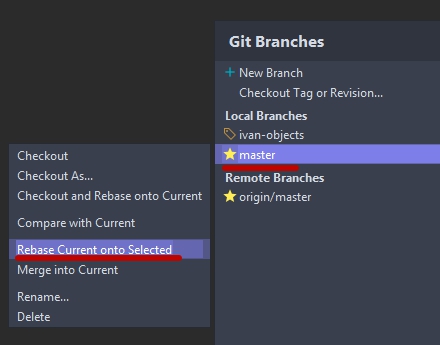 Git Branches
New Branch
Checkout Tag or Revision...
Local Branches
ivan-objects
master
Remote Branches
origin/master
Checkout
Checkout As...
Checkout and Rebase onto Current
Compare with Current
Rebase Current onto Selected
Merge into Current
Rename...
Delete